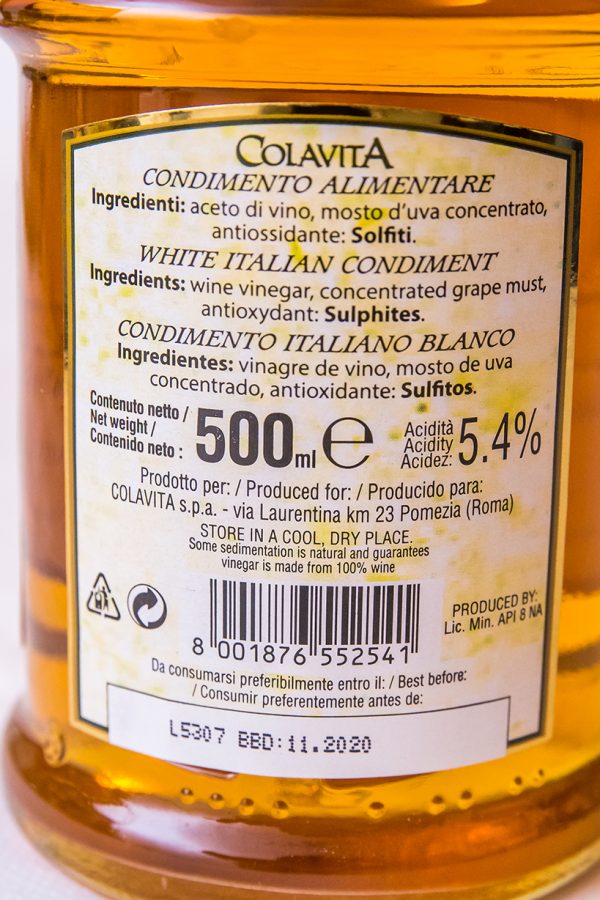 COLAVITA
CONDIMENTO ALIMENTARE
Ingredienti: aceto di vino, mosto d'uva concentrato,
antiossidante: Solfiti.
WHITE ITALIAN CONDIMENT
Ingredients: wine vinegar, concentrated grape must,
antioxydant: Sulphites.
CONDIMENTO ITALIANO BLANCO
Ingredientes: vinagre de vino, mosto de uva
concentrado, antioxidante: Sulfitos.
Contenuto netto /
Net weight /
Contenido neto :
500 ml e
Acidità
Acidity
Acidez:
5.4%
Prodotto per: / Produced for: / Producido para:
COLAVITA s.p.a. - via Laurentina km 23 Pomezia (Roma)
STORE IN A COOL, DRY PLACE.
Some sedimentation is natural and guarantees
vinegar is made from 100% wine
PRODUCED BY:
Lic. Min. API 8 NA
8 001876 552541
Da consumarsi preferibilmente entro il: / Best before:
/ Consumir preferentemente antes de:
L5307 BBD:11.2020